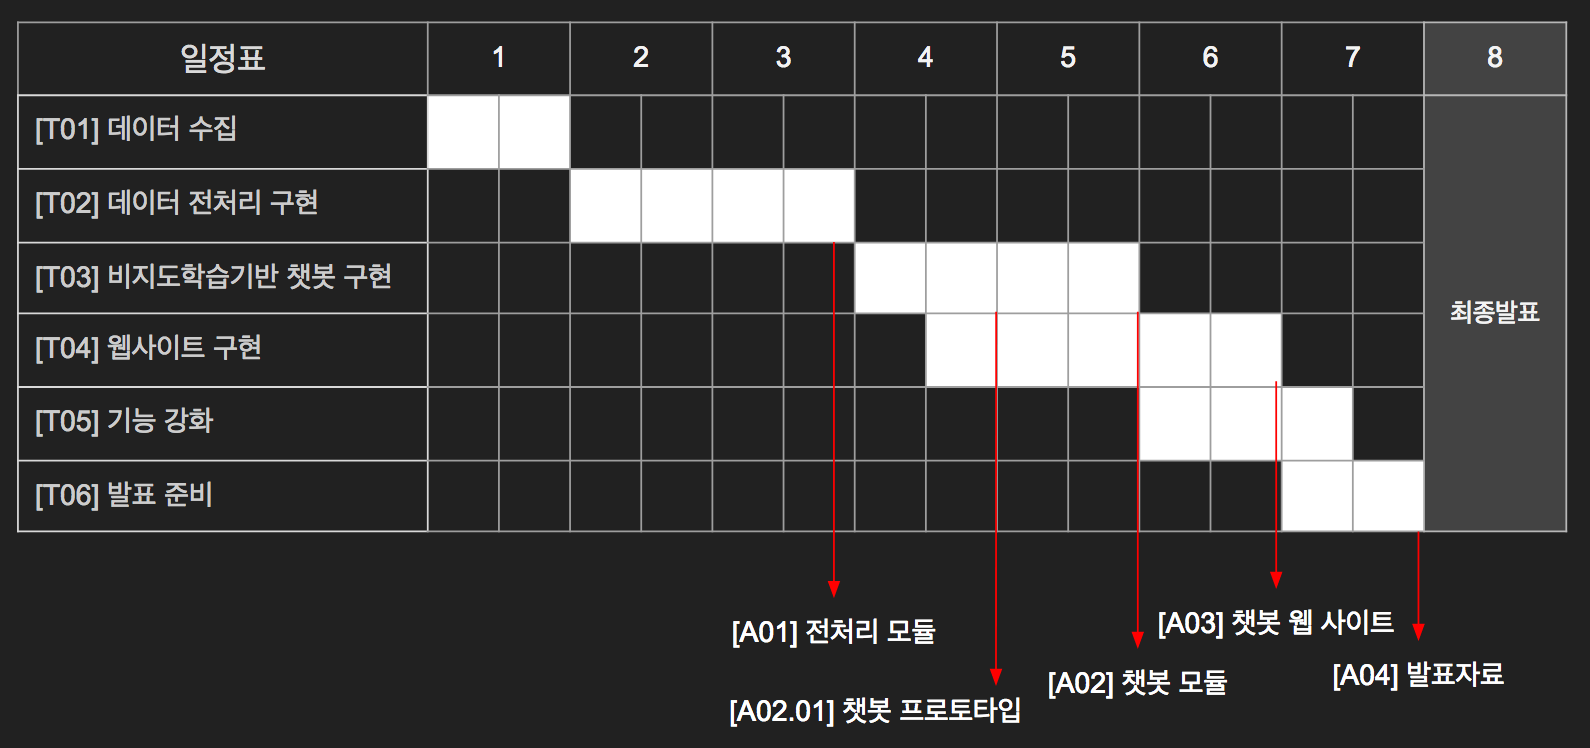 일정표 1 2 3 4 5 6 7 8
[T01] 데이터 수집
[T02] 데이터 전처리 구현
[T03] 비지도학습기반 챗봇 구현
[T04] 웹사이트 구현
[T05] 기능 강화
[T06] 발표 준비
최종발표
[A01] 전처리 모듈
[A02.01] 챗봇 프로토타입
[A02] 챗봇 모듈
[A03] 챗봇 웹 사이트
[A04] 발표자료